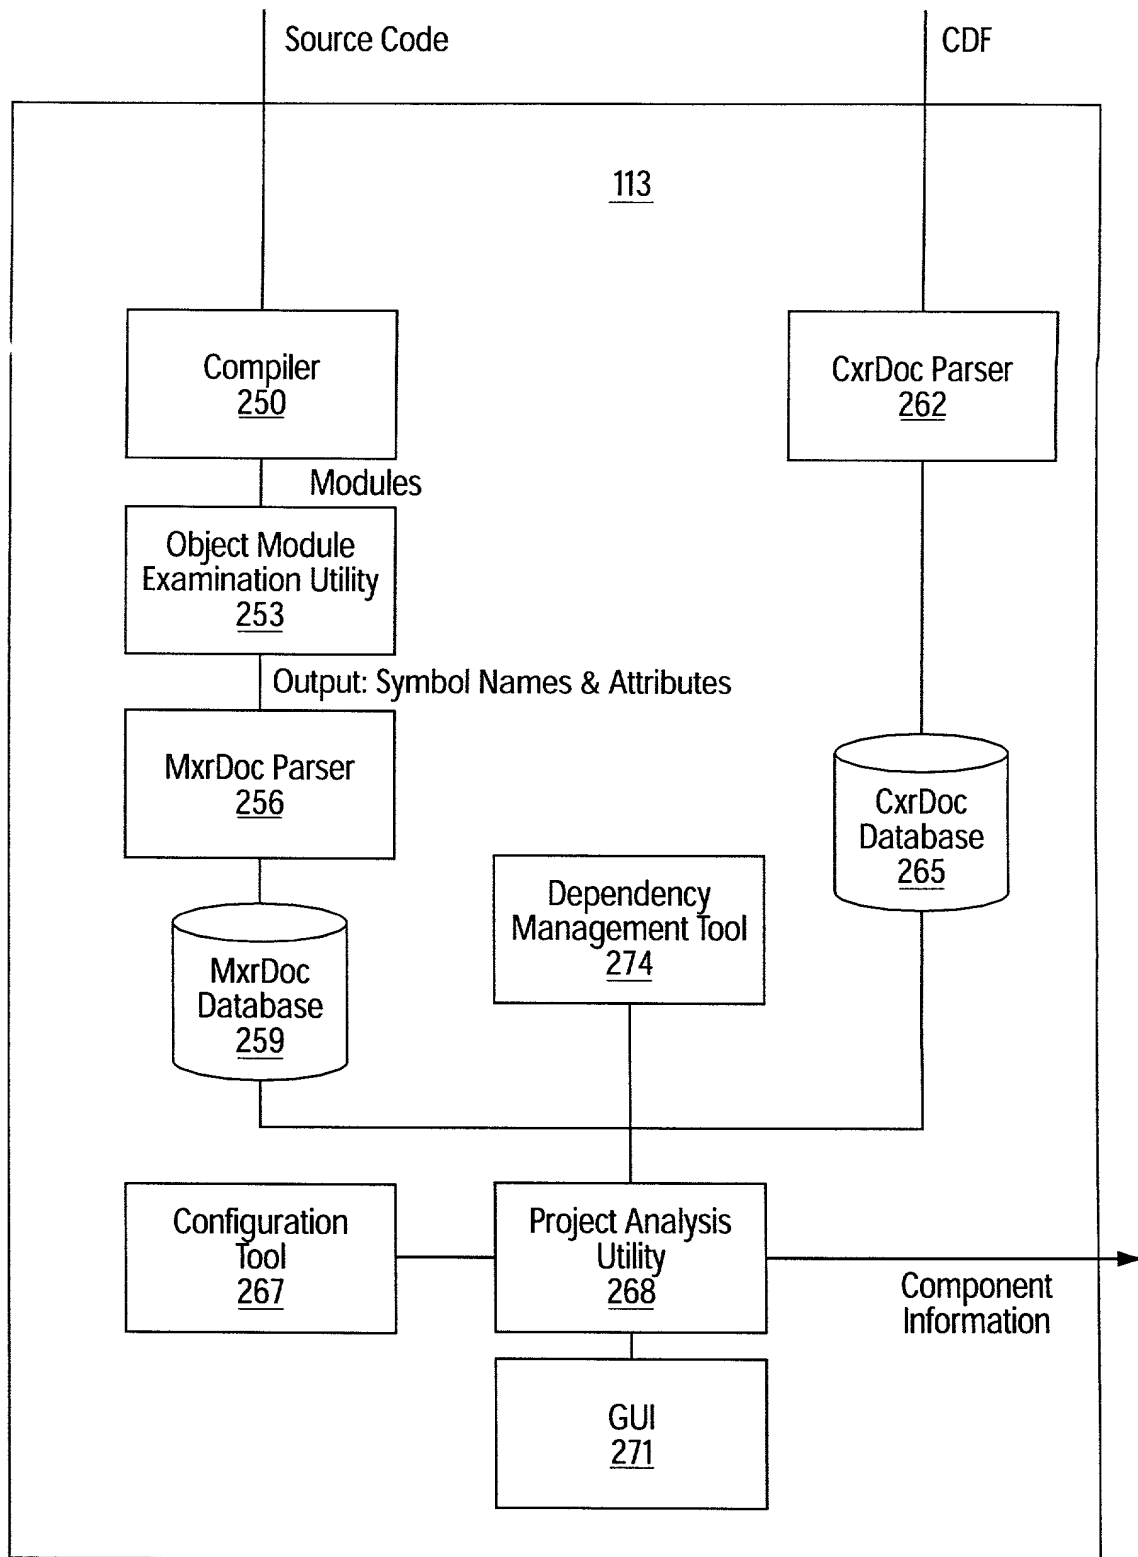 Source Code
CDF
113
Compiler
250
CxrDoc Parser
262
Modules
Object Module
Examination Utility
253
Output: Symbol Names & Attributes
MxrDoc Parser
256
CxrDoc
Database
265
Dependency
Management Tool
274
MxrDoc
Database
259
Configuration
Tool
267
Project Analysis
Utility
268
Component
Information
GUI
271